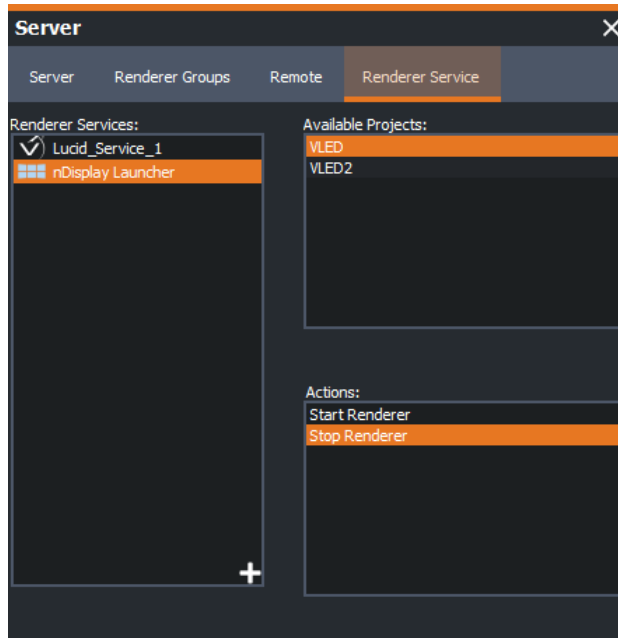 Server
Server
Renderer Groups
Remote
Renderer Service
Renderer Services:
Lucid_Service_1
nDisplay Launcher
Available Projects:
VLED
VLED2
Actions:
Start Renderer
Stop Renderer